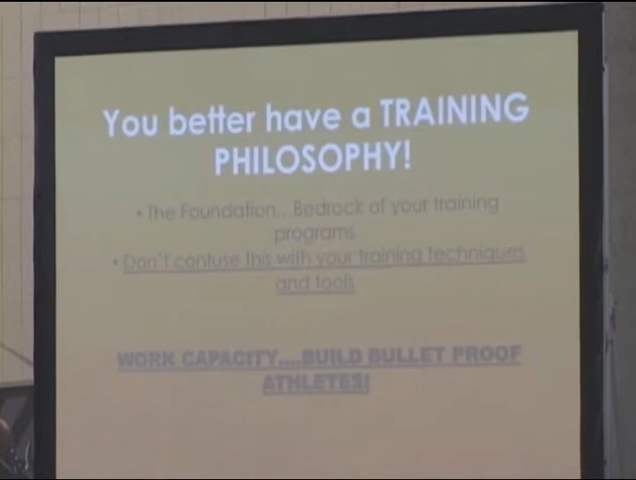 You better have a TRAINING
PHILOSOPHY!
• The Foundation...Bedrock of your training
programs
• Don't confuse this with your training techniques
and tools
WORK CAPACITY....BUILD BULLET PROOF
ATHLETES!